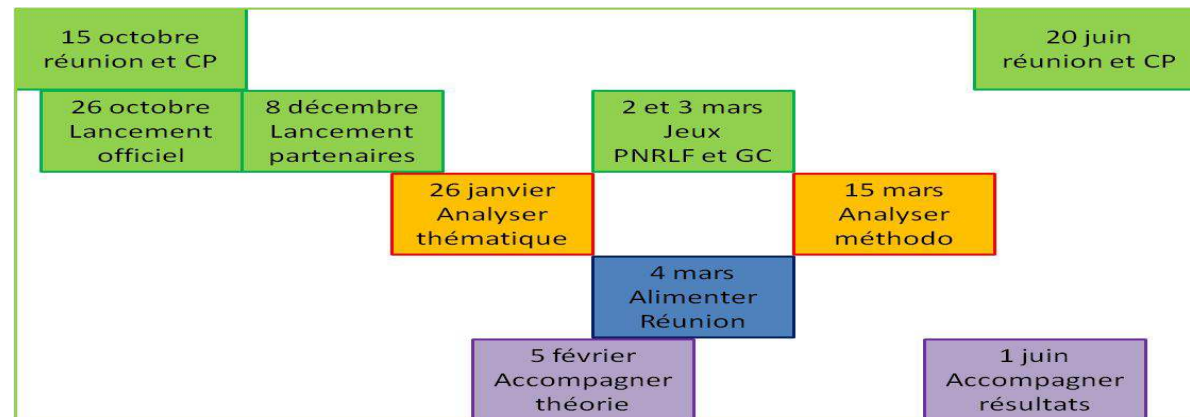 15 octobre
réunion et CP
20 juin
réunion et CP
26 octobre
Lancement
officiel
8 décembre
Lancement
partenaires
2 et 3 mars
Jeux
PNRLF et GC
26 janvier
Analyser
thématique
15 mars
Analyser
méthodo
4 mars
Alimenter
Réunion
5 février
Accompagner
théorie
1 juin
Accompagner
résultats